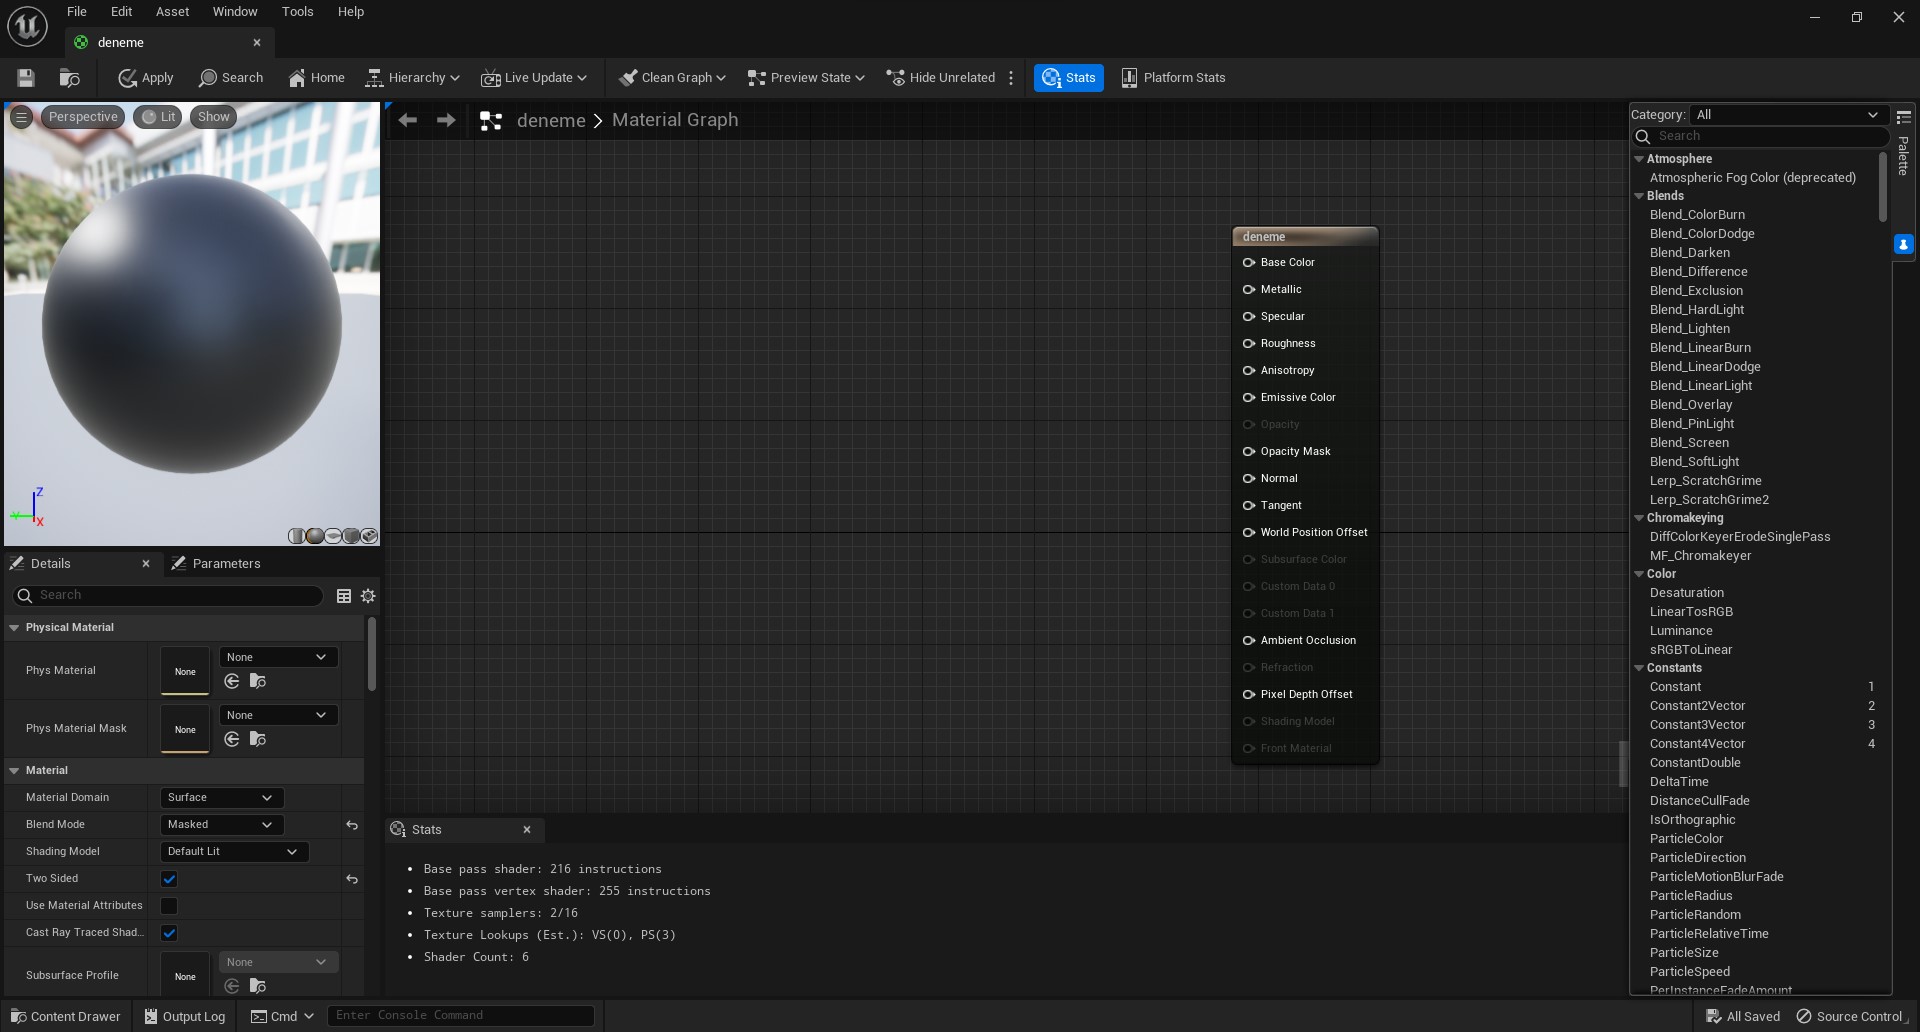 File Edit Asset Window Tools Help
deneme
Apply Search Home Hierarchy Live Update Clean Graph Preview State Hide Unrelated Stats Platform Stats
Perspective Lit Show
Z
Y
X
Details Parameters
Search
Physical Material
Phys Material None None
Phys Material Mask None None
Material
Material Domain Surface
Blend Mode Masked
Shading Model Default Lit
Two Sided
Use Material Attributes
Cast Ray Traced Shad...
Subsurface Profile None None
deneme > Material Graph
deneme
Base Color
Metallic
Specular
Roughness
Anisotropy
Emissive Color
Opacity
Opacity Mask
Normal
Tangent
World Position Offset
Subsurface Color
Custom Data 0
Custom Data 1
Ambient Occlusion
Refraction
Pixel Depth Offset
Shading Model
Front Material
Stats
• Base pass shader: 216 instructions
• Base pass vertex shader: 255 instructions
• Texture samplers: 2/16
• Texture Lookups (Est.): VS(0), PS(3)
• Shader Count: 6
Category: All
Search
Palette
Atmosphere
Atmospheric Fog Color (deprecated)
Blends
Blend_ColorBurn
Blend_ColorDodge
Blend_Darken
Blend_Difference
Blend_Exclusion
Blend_HardLight
Blend_Lighten
Blend_LinearBurn
Blend_LinearDodge
Blend_LinearLight
Blend_Overlay
Blend_PinLight
Blend_Screen
Blend_SoftLight
Lerp_ScratchGrime
Lerp_ScratchGrime2
Chromakeying
DiffColorKeyerErodeSinglePass
MF_Chromakeyer
Color
Desaturation
LinearTosRGB
Luminance
sRGBToLinear
Constants
Constant 1
Constant2Vector 2
Constant3Vector 3
Constant4Vector 4
ConstantDouble
DeltaTime
DistanceCullFade
IsOrthographic
ParticleColor
ParticleDirection
ParticleMotionBlurFade
ParticleRadius
ParticleRandom
ParticleRelativeTime
ParticleSize
ParticleSpeed
PerInstanceFadeAmount
Content Drawer Output Log Cmd Enter Console Command All Saved Source Control